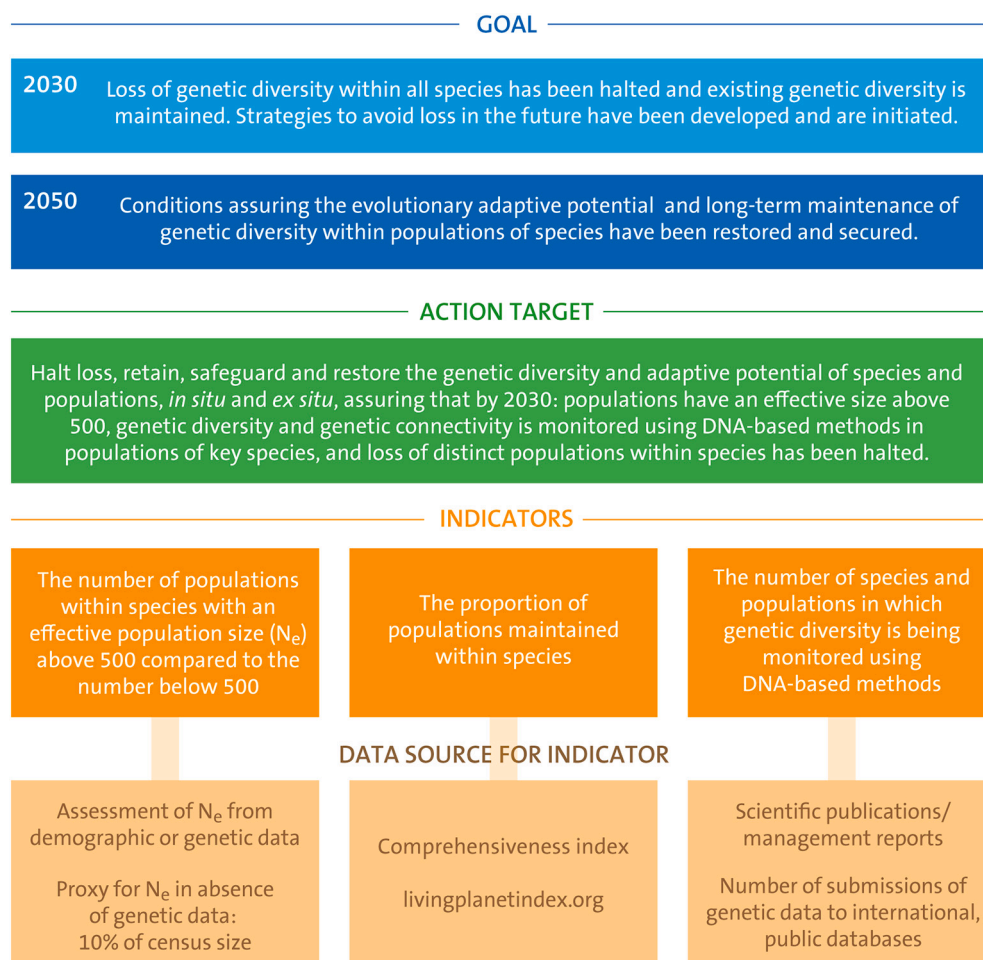 GOAL
2030
Loss of genetic diversity within all species has been halted and existing genetic diversity is
maintained. Strategies to avoid loss in the future have been developed and are initiated.
2050
Conditions assuring the evolutionary adaptive potential and long-term maintenance of
genetic diversity within populations of species have been restored and secured.
ACTION TARGET
Halt loss, retain, safeguard and restore the genetic diversity and adaptive potential of species and
populations, in situ and ex situ, assuring that by 2030: populations have an effective size above
500, genetic diversity and genetic connectivity is monitored using DNA-based methods in
populations of key species, and loss of distinct populations within species has been halted.
INDICATORS
The number of populations
within species with an
effective population size (Ne)
above 500 compared to the
number below 500
The proportion of
populations maintained
within species
The number of species and
populations in which
genetic diversity is being
monitored using
DNA-based methods
DATA SOURCE FOR INDICATOR
Assessment of Ne from
demographic or genetic data
Proxy for Ne in absence
of genetic data:
10% of census size
Comprehensiveness index
livingplanetindex.org
Scientific publications/
management reports
Number of submissions of
genetic data to international,
public databases